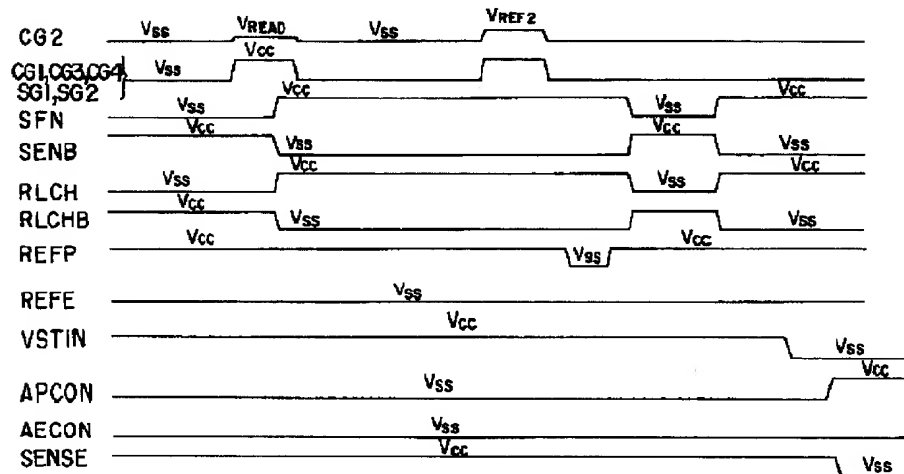 CG2 Vss VREAD Vss VREF2
CG1,CG3,CG4 Vss Vcc
SG1,SG2 Vcc Vcc
SFN Vss Vss
Vcc Vcc
SENB Vss Vss
Vcc Vcc
RLCH Vss Vss
Vcc
RLCHB Vss Vss
REFP Vcc Vss Vcc
REFE Vss
VSTIN Vcc Vss
APCON Vss Vcc
AECON Vss
SENSE Vcc Vss